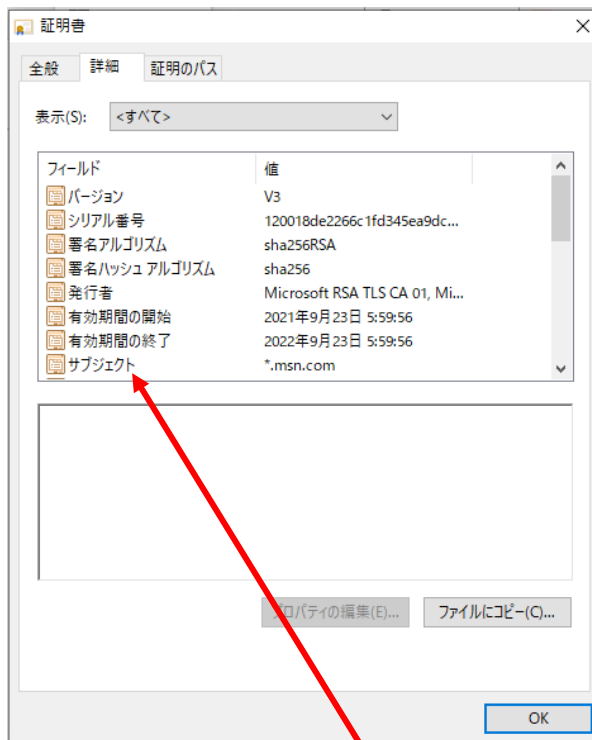 証明書
全般 詳細 証明のパス
表示(S): <すべて>
フィールド 値
バージョン V3
シリアル番号 120018de2266c1fd345ea9dc...
署名アルゴリズム sha256RSA
署名ハッシュ アルゴリズム sha256
発行者 Microsoft RSA TLS CA 01, Mi...
有効期間の開始 2021年9月23日 5:59:56
有効期間の終了 2022年9月23日 5:59:56
サブジェクト *.msn.com
プロパティの編集(E)... ファイルにコピー(C)...
OK